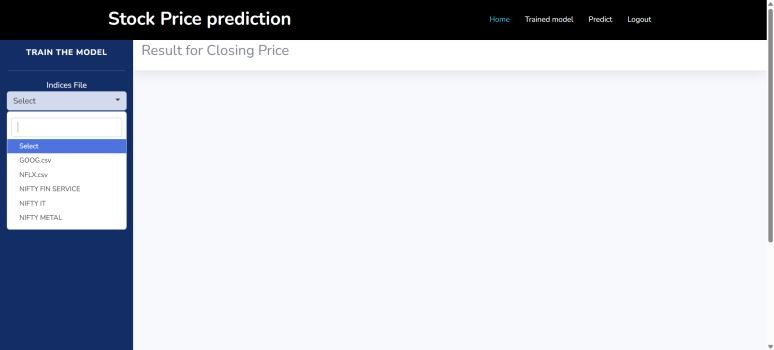 Stock Price prediction
Home Trained model Predict Logout
TRAIN THE MODEL
Result for Closing Price
Indices File
Select
Select
GOOG.csv
NFLX.csv
NIFTY FIN SERVICE
NIFTY IT
NIFTY METAL